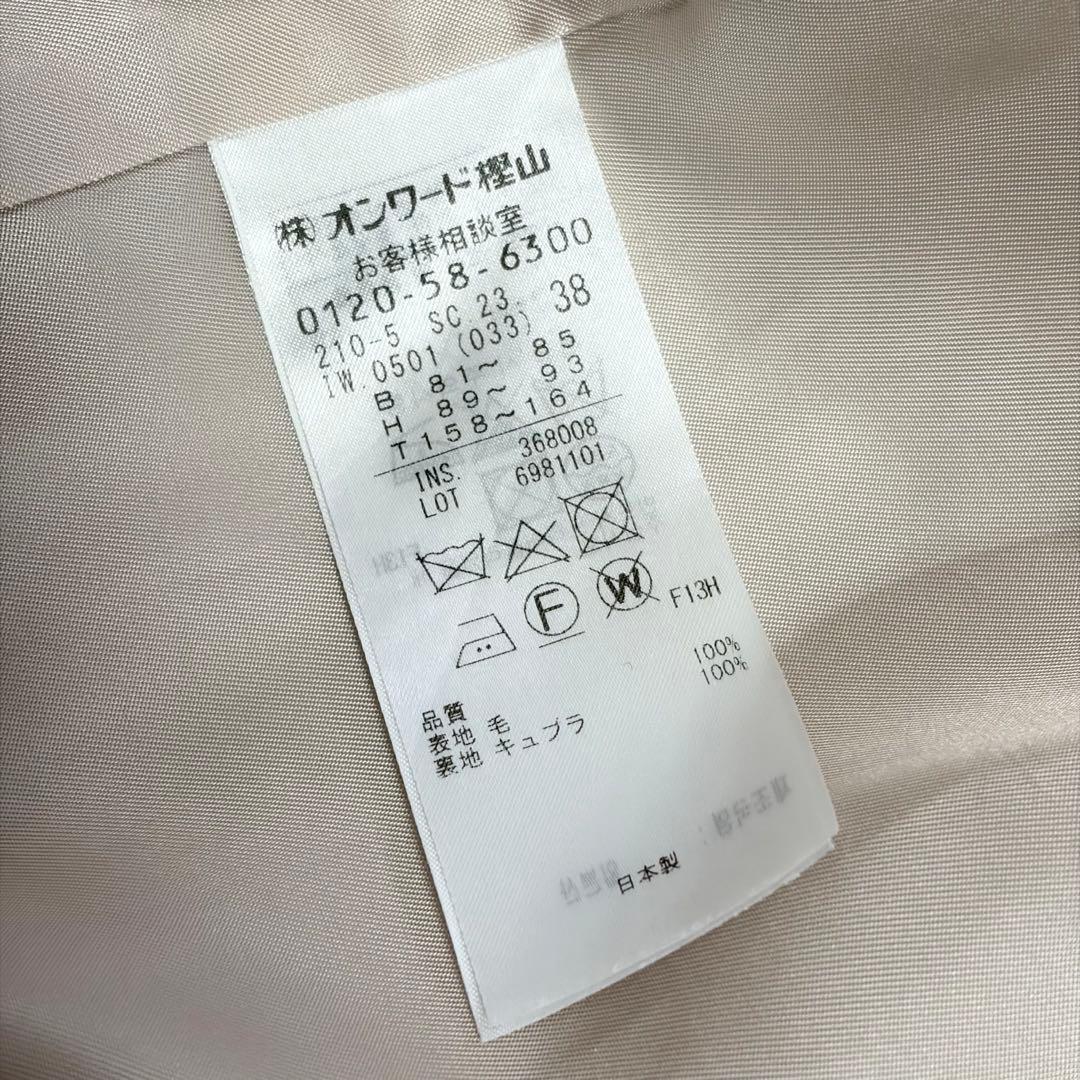 (株)オンワード樫山
お客様相談室
0120-58-6300
210-5 SC 23. 38
IW.0501 (033)
B 81~ 85
H 89~ 93
T158~164
INS. 368008
LOT 6981101
F W F13H
品質
表地 毛 100%
裏地 キュプラ 100%
日本製